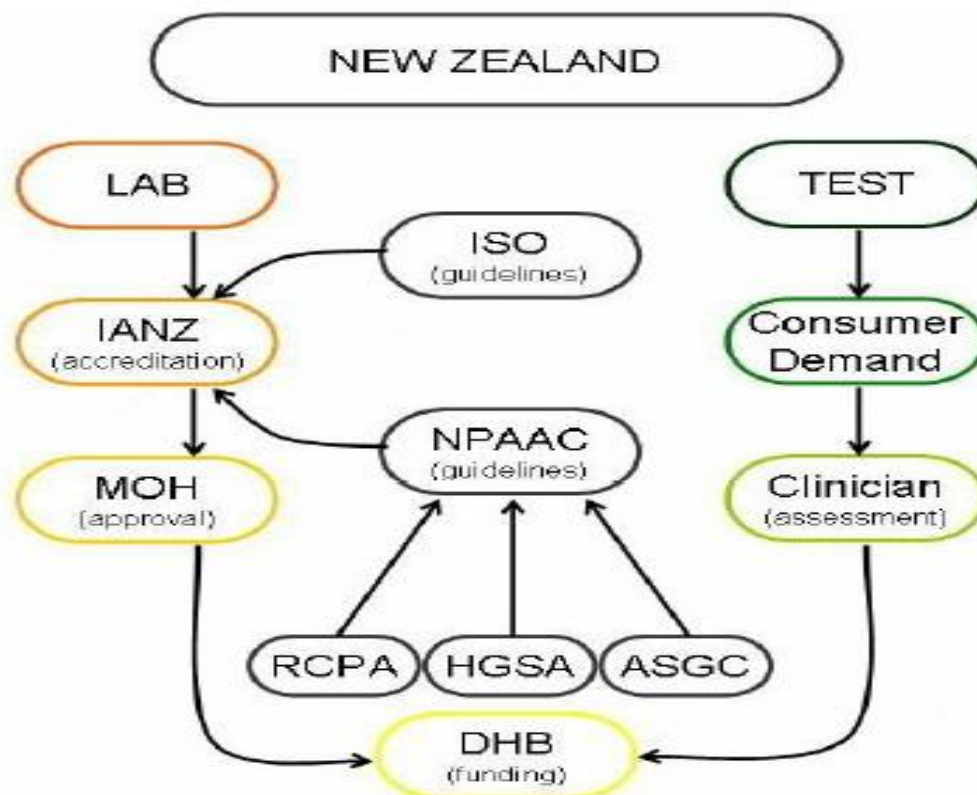 NEW ZEALAND
LAB
TEST
ISO
(guidelines)
IANZ
(accreditation)
Consumer
Demand
NPAAC
(guidelines)
MOH
(approval)
Clinician
(assessment)
RCPA
HGSA
ASGC
DHB
(funding)